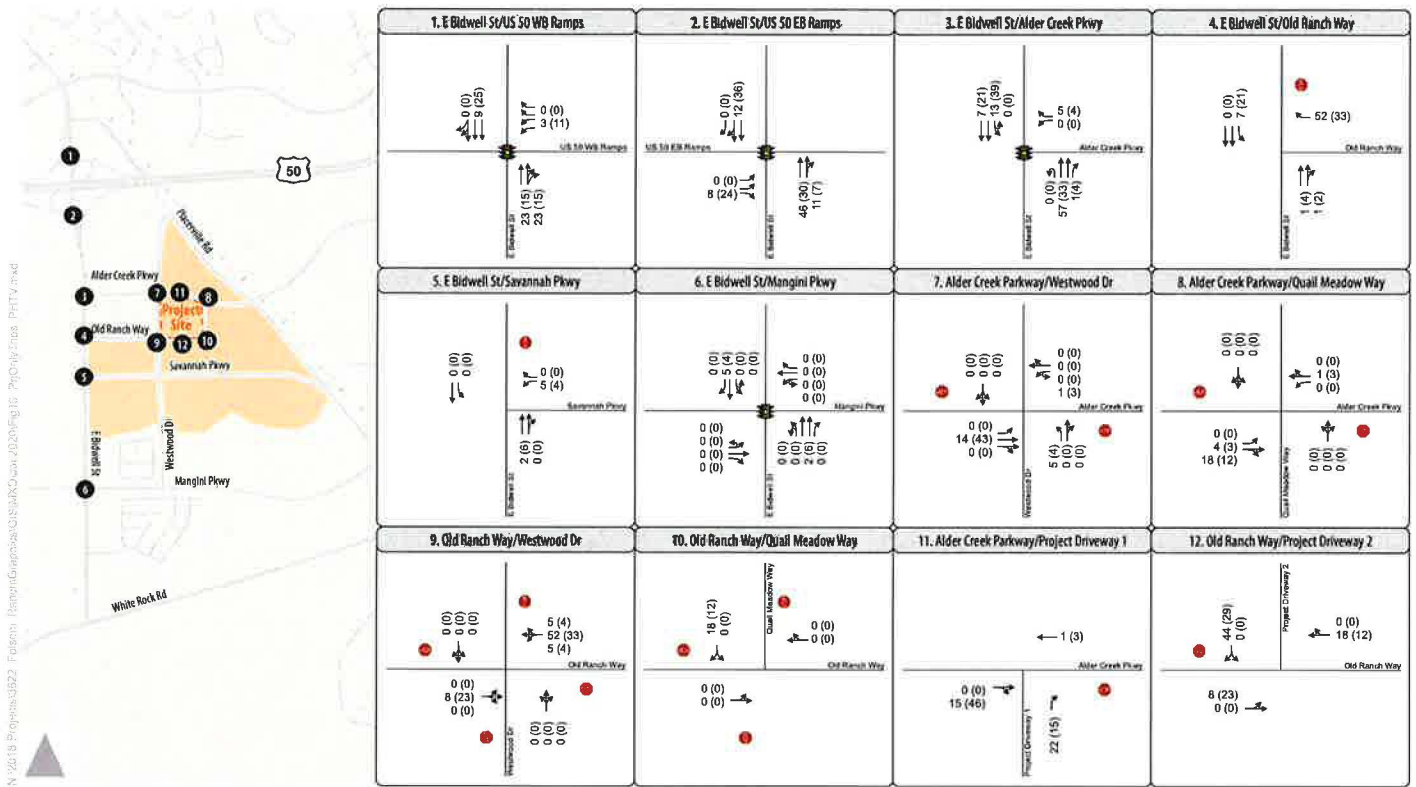 1
50
2
Placerville Rd
Alder Creek Pkwy
3
7
11
8
Project
Site
Old Ranch Way
4
9
12
10
5
Savannah Pkwy
E Bidwell St
Westwood Dr
6
Mangini Pkwy
White Rock Rd
1. E Bidwell St/US 50 WB Ramps
0 (0)
9 (25)
0 (0)
3 (11)
US 50 WB Ramps
23 (15)
23 (15)
E Bidwell St
2. E Bidwell St/US 50 EB Ramps
0 (0)
12 (36)
US 50 EB Ramps
0 (0)
8 (24)
46 (30)
11 (7)
E Bidwell St
3. E Bidwell St/Alder Creek Pkwy
7 (21)
13 (39)
0 (0)
5 (4)
0 (0)
Alder Creek Pkwy
0 (0)
57 (33)
1(4)
E Bidwell St
4. E Bidwell St/Old Ranch Way
0 (0)
7 (21)
52 (33)
Old Ranch Way
1 (4)
1 (2)
E Bidwell St
5. E Bidwell St/Savannah Pkwy
0 (0)
0 (0)
0 (0)
5 (4)
Savannah Pkwy
2 (6)
0 (0)
E Bidwell St
6. E Bidwell St/Mangini Pkwy
0 (0)
5 (4)
0 (0)
0 (0)
0 (0)
0 (0)
0 (0)
0 (0)
Mangini Pkwy
0 (0)
0 (0)
0 (0)
0 (0)
0 (0)
0 (0)
2 (6)
0 (0)
E Bidwell St
7. Alder Creek Parkway/Westwood Dr
0 (0)
0 (0)
0 (0)
0 (0)
0 (0)
0 (0)
1 (3)
Alder Creek Pkwy
0 (0)
14 (43)
0 (0)
5 (4)
0 (0)
0 (0)
Westwood Dr
8. Alder Creek Parkway/Quail Meadow Way
0 (0)
0 (0)
0 (0)
0 (0)
1 (3)
0 (0)
Alder Creek Pkwy
0 (0)
4 (3)
18 (12)
0 (0)
0 (0)
0 (0)
Quail Meadow Way
9. Old Ranch Way/Westwood Dr
0 (0)
0 (0)
0 (0)
5 (4)
52 (33)
5 (4)
Old Ranch Way
0 (0)
8 (23)
0 (0)
0 (0)
0 (0)
0 (0)
Westwood Dr
10. Old Ranch Way/Quail Meadow Way
18 (12)
0 (0)
Quail Meadow Way
0 (0)
0 (0)
Old Ranch Way
0 (0)
0 (0)
11. Alder Creek Parkway/Project Driveway 1
1 (3)
Alder Creek Pkwy
0 (0)
15 (46)
22 (15)
Project Driveway 1
12. Old Ranch Way/Project Driveway 2
44 (29)
0 (0)
Project Driveway 2
0 (0)
18 (12)
Old Ranch Way
8 (23)
0 (0)